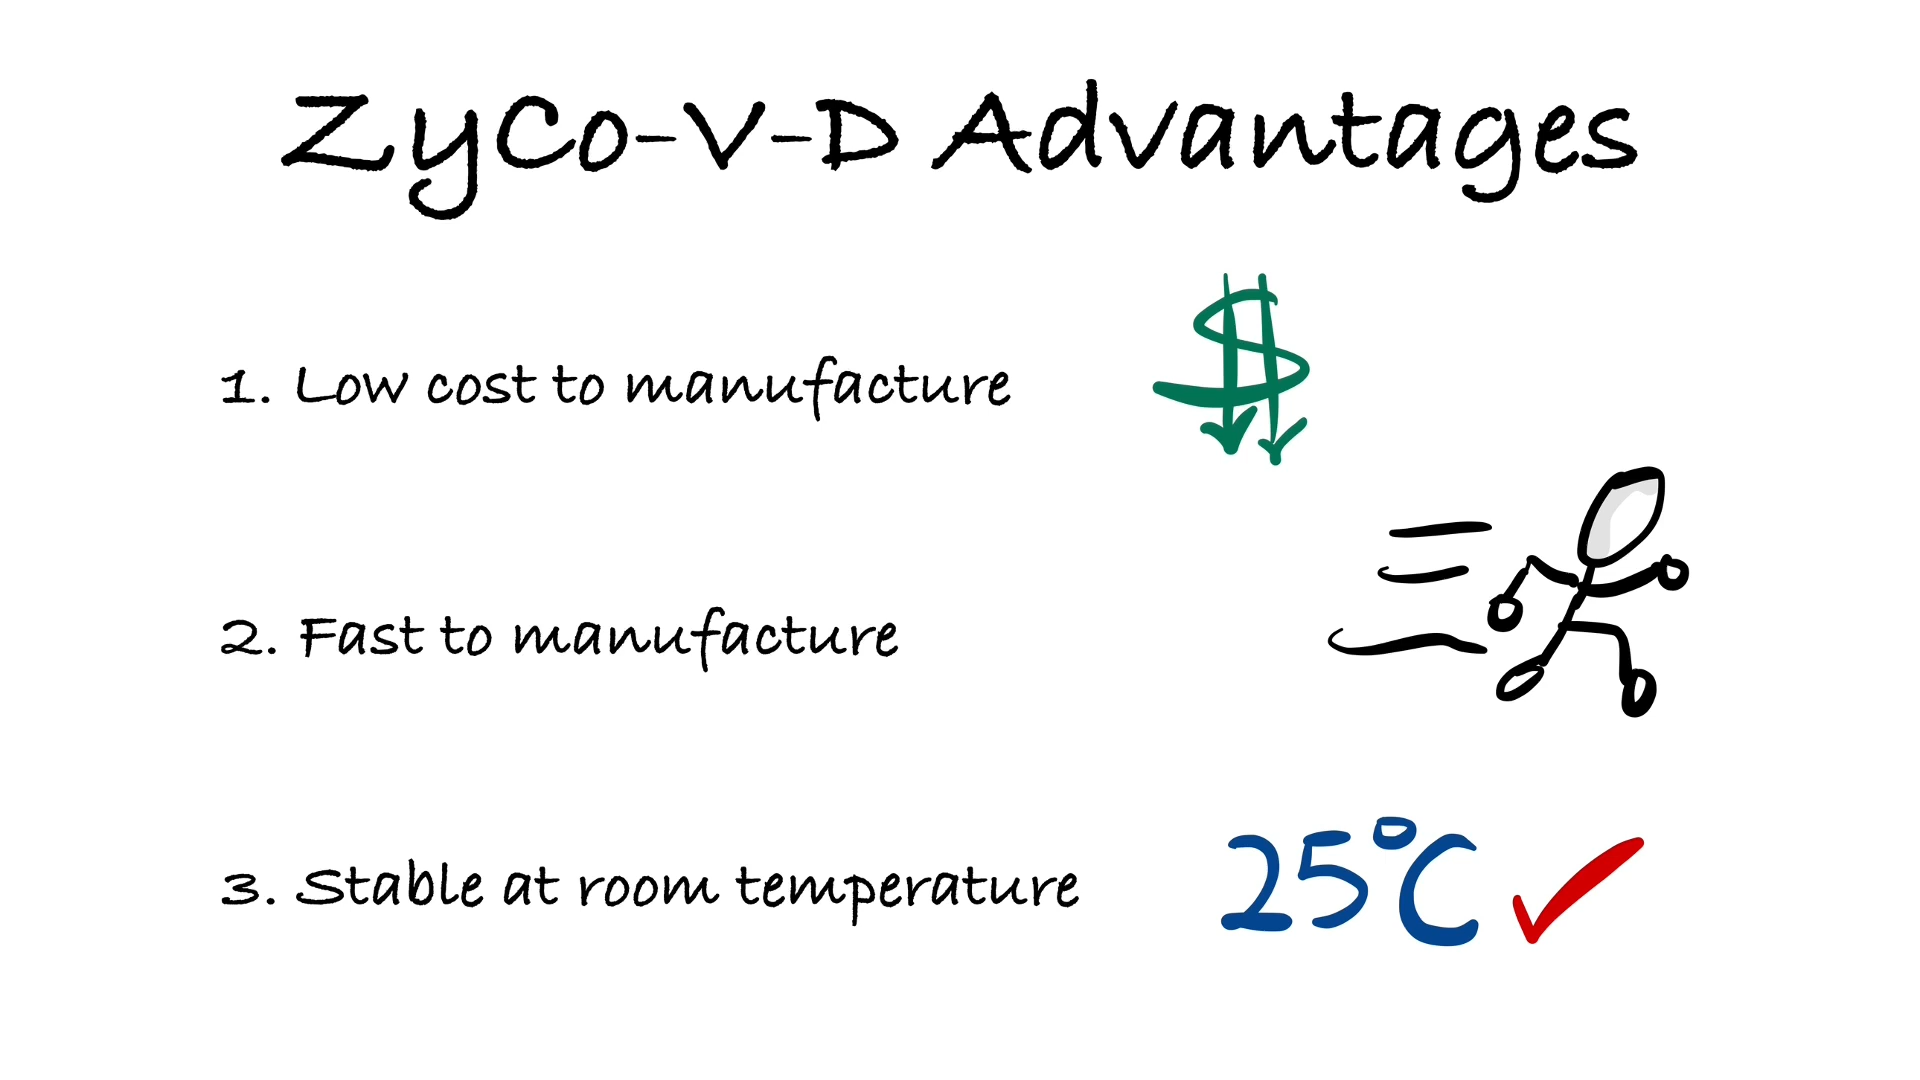 ZyCo-V-D Advantages
1. Low cost to manufacture
$
2. Fast to manufacture
3. Stable at room temperature
25°C